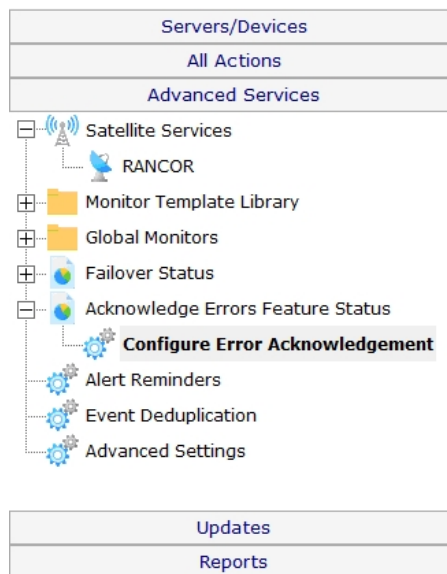 Servers/Devices
All Actions
Advanced Services
Satellite Services
RANCOR
Monitor Template Library
Global Monitors
Failover Status
Acknowledge Errors Feature Status
Configure Error Acknowledgement
Alert Reminders
Event Deduplication
Advanced Settings
Updates
Reports